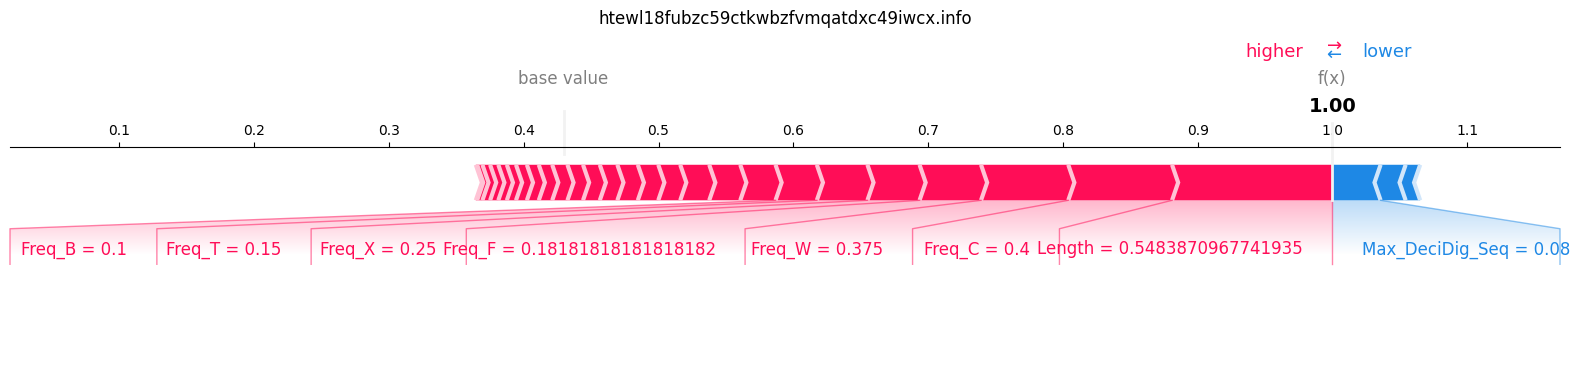 htewl18fubzc59ctkwbzfvmqatdxc49iwcx.info
higher ⇄ lower
base value f(x)
1.00
0.1 0.2 0.3 0.4 0.5 0.6 0.7 0.8 0.9 1.0 1.1
Freq_B = 0.1 Freq_T = 0.15 Freq_X = 0.25 Freq_F = 0.18181818181818182 Freq_W = 0.375 Freq_C = 0.4 Length = 0.5483870967741935 Max_DeciDig_Seq = 0.08